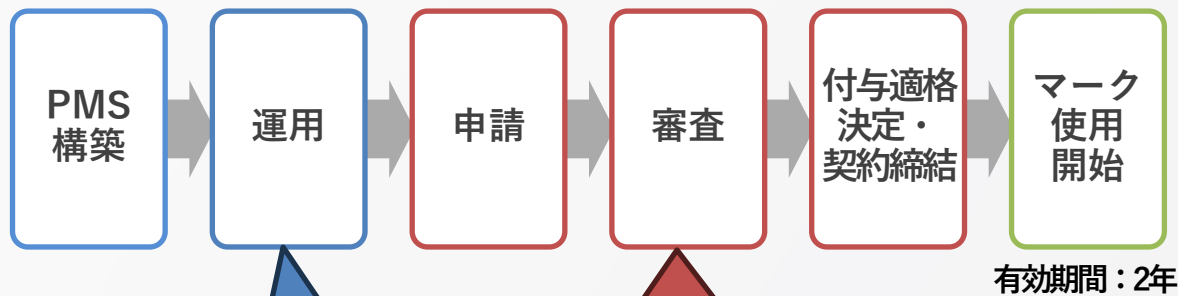 PMS
構築
運用
申請
審査
付与適格
決定・
契約締結
マーク
使用
開始
有効期間：2年